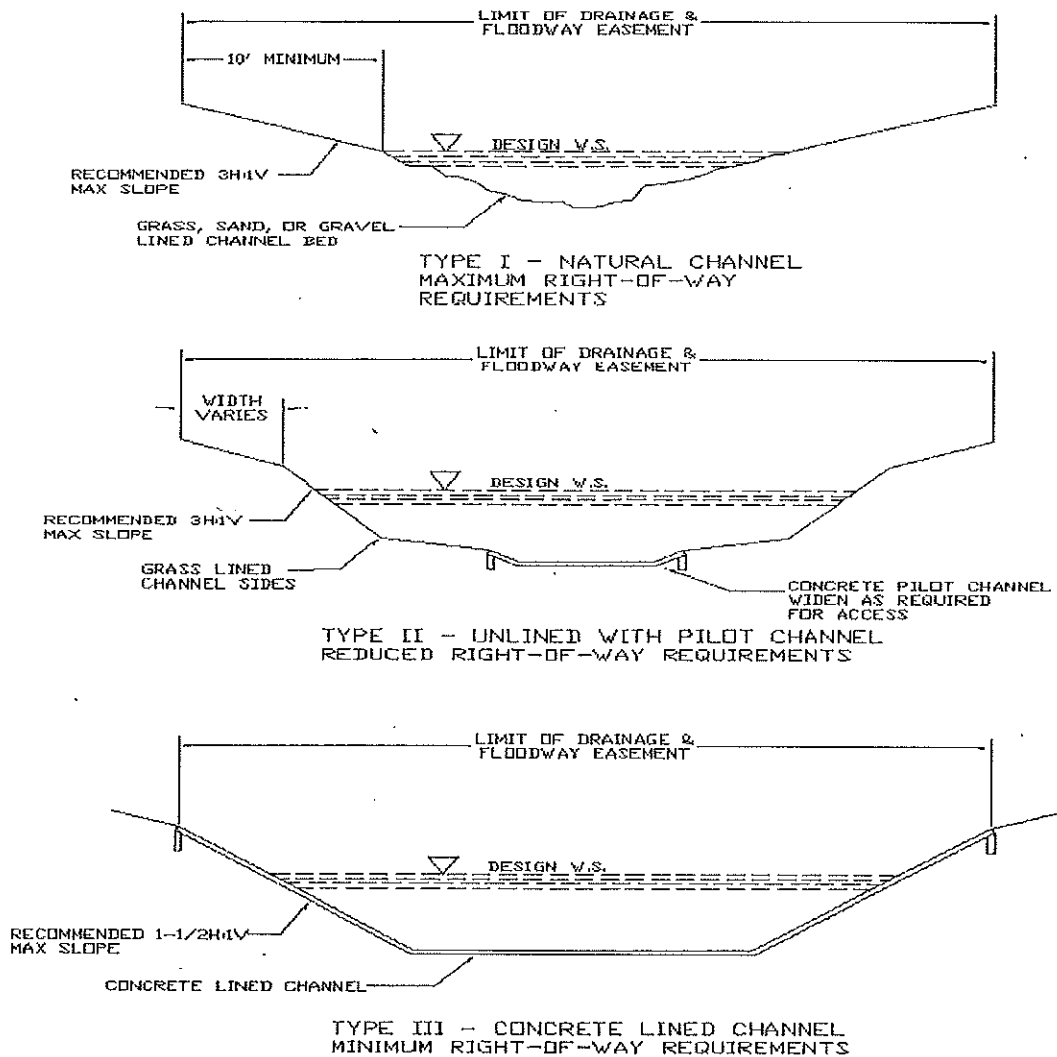 LIMIT OF DRAINAGE &
FLOODWAY EASEMENT
10' MINIMUM
DESIGN W.S.
RECOMMENDED 3H:1V
MAX SLOPE
GRASS, SAND, OR GRAVEL
LINED CHANNEL BED
TYPE I - NATURAL CHANNEL
MAXIMUM RIGHT-OF-WAY
REQUIREMENTS
LIMIT OF DRAINAGE &
FLOODWAY EASEMENT
WIDTH
VARIES
DESIGN W.S.
RECOMMENDED 3H:1V
MAX SLOPE
GRASS LINED
CHANNEL SIDES
CONCRETE PILOT CHANNEL
WIDEN AS REQUIRED
FOR ACCESS
TYPE II - UNLINED WITH PILOT CHANNEL
REDUCED RIGHT-OF-WAY REQUIREMENTS
LIMIT OF DRAINAGE &
FLOODWAY EASEMENT
DESIGN W.S.
RECOMMENDED 1-1/2H:1V
MAX SLOPE
CONCRETE LINED CHANNEL
TYPE III - CONCRETE LINED CHANNEL
MINIMUM RIGHT-OF-WAY REQUIREMENTS